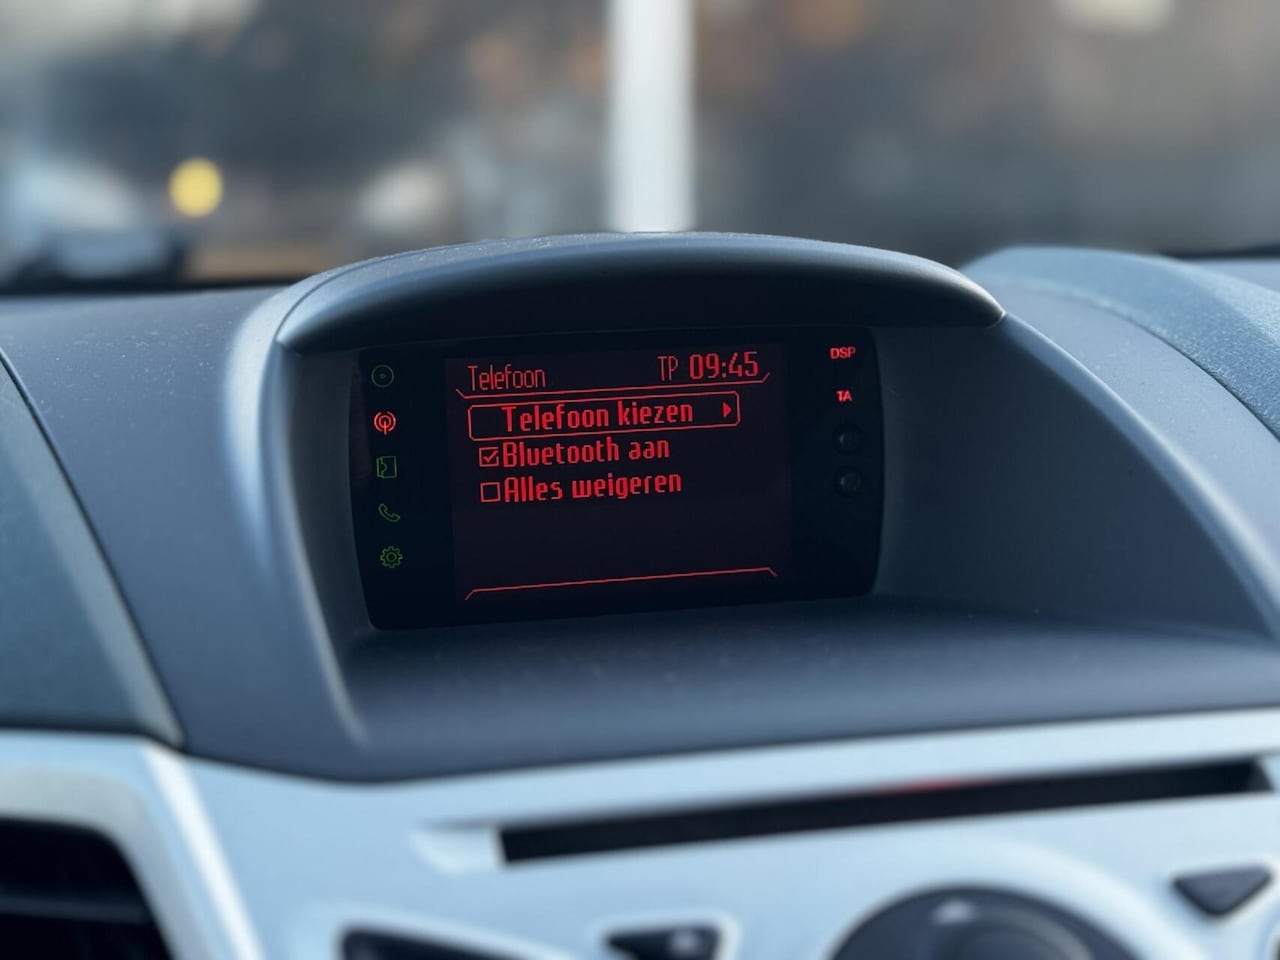 Telefoon TP 09:45
Telefoon kiezen
Bluetooth aan
Alles weigeren
DSP
TA